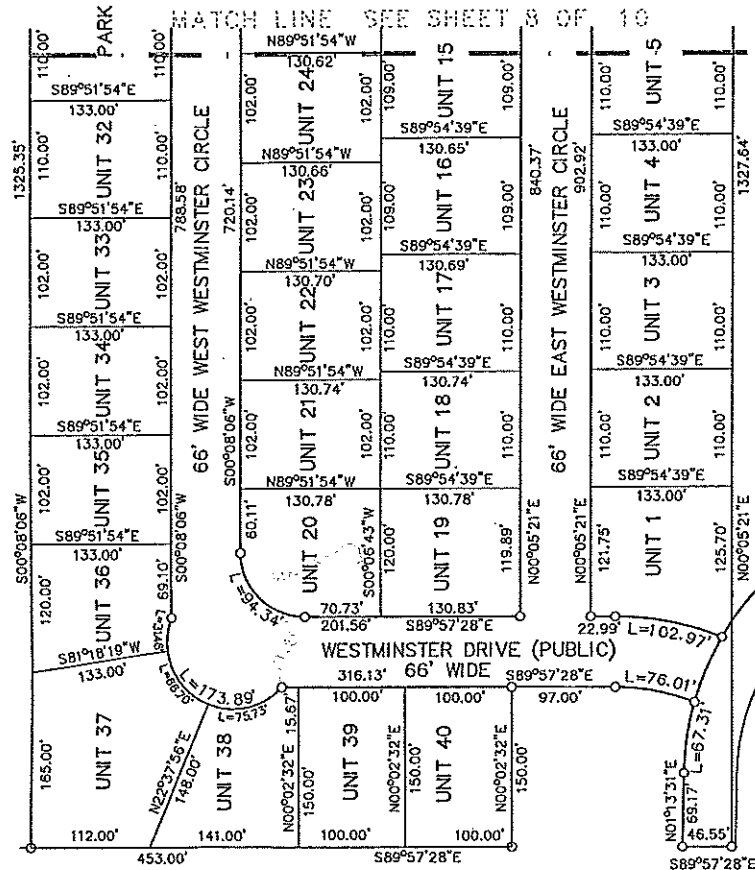 MATCH LINE SEE SHEET 8 OF 10
110.00'
PARK
110.00'
N89°51'54"W
130.62'
S89°51'54"E
133.00'
1325.35'
110.00'
UNIT 32
110.00'
S89°51'54"E
133.00'
102.00'
UNIT 33
102.00'
S89°51'54"E
133.00'
102.00'
UNIT 34
102.00'
S89°51'54"E
133.00'
102.00'
UNIT 35
102.00'
S89°51'54"E
133.00'
S00°08'06"W
120.00'
UNIT 36
69.10'
S00°08'06"W
S81°18'19"W
133.00'
165.00'
UNIT 37
L=66.70'
L=173.89'
L=75.73'
N22°37'56"E
148.00'
UNIT 38
112.00'
141.00'
453.00'
66' WIDE WEST WESTMINSTER CIRCLE
788.58'
720.14'
S00°08'06"W
60.11'
L=94.34'
102.00'
UNIT 24
102.00'
N89°51'54"W
130.66'
102.00'
UNIT 23
102.00'
N89°51'54"W
130.70'
102.00'
UNIT 22
102.00'
N89°51'54"W
130.74'
102.00'
UNIT 21
102.00'
N89°51'54"W
130.78'
UNIT 20
S00°06'43"W
70.73'
201.56'
109.00'
UNIT 15
109.00'
S89°54'39"E
130.65'
109.00'
UNIT 16
109.00'
S89°54'39"E
130.69'
110.00'
UNIT 17
110.00'
S89°54'39"E
130.74'
110.00'
UNIT 18
110.00'
S89°54'39"E
130.78'
120.00'
UNIT 19
119.89'
130.83'
S89°57'28"E
66' WIDE EAST WESTMINSTER CIRCLE
840.37'
902.92'
N00°05'21"E
N00°05'21"E
110.00'
UNIT 5
110.00'
S89°54'39"E
133.00'
110.00'
UNIT 4
110.00'
S89°54'39"E
133.00'
110.00'
UNIT 3
110.00'
S89°54'39"E
133.00'
110.00'
UNIT 2
110.00'
S89°54'39"E
133.00'
121.75'
UNIT 1
125.70'
1327.64'
N00°05'21"E
22.99'
L=102.97'
WESTMINSTER DRIVE (PUBLIC)
66' WIDE
316.13'
S89°57'28"E
L=76.01'
15.67'
100.00'
100.00'
97.00'
N00°02'32"E
150.00'
UNIT 39
N00°02'32"E
150.00'
UNIT 40
N00°02'32"E
150.00'
100.00'
100.00'
S89°57'28"E
L=67.31'
N01°13'31"E
69.17'
46.55'
S89°57'28"E